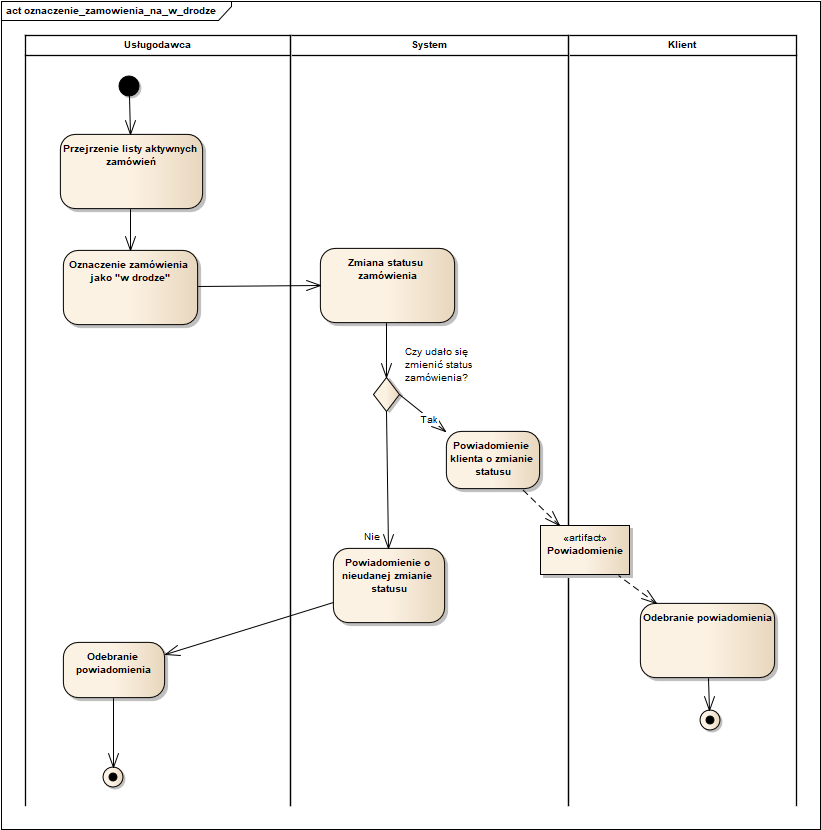 act oznaczenie_zamowienia_na_w_drodze
Usługodawca
System
Klient
Przejrzenie listy aktywnych
zamówień
Oznaczenie zamówienia
jako "w drodze"
Zmiana statusu
zamówienia
Czy udało się
zmienić status
zamówienia?
Tak
Powiadomienie
klienta o zmianie
statusu
«artifact»
Powiadomienie
Nie
Powiadomienie o
nieudanej zmianie
statusu
Odebranie powiadomienia
Odebranie
powiadomienia